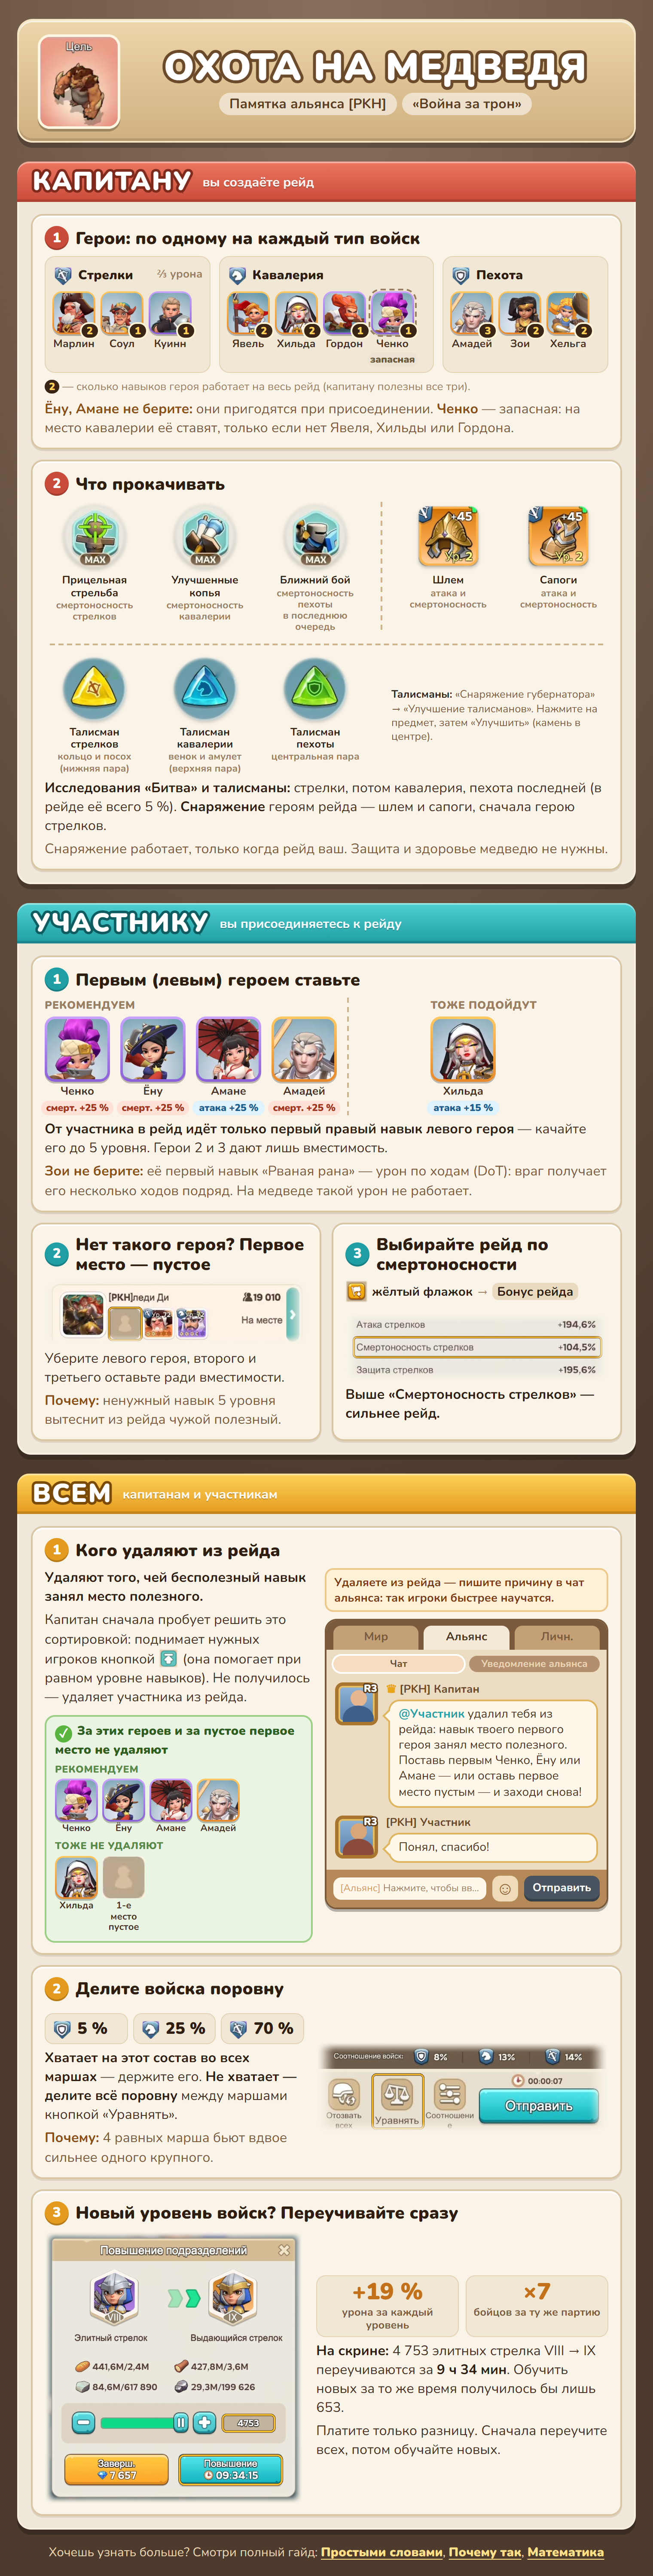 Цель
ОХОТА НА МЕДВЕДЯ
Памятка альянса [PKH]
«Война за трон»
КАПИТАНУ
вы создаёте рейд
1 Герои: по одному на каждый тип войск
Стрелки
⅔ урона
Кавалерия
Пехота
2 1 1
Марлин Соул Куинн
2 2 1 1
Явель Хильда Гордон Ченко
запасная
3 2 2
Амадей Зои Хельга
2 — сколько навыков героя работает на весь рейд (капитану полезны все три).
Ёну, Амане не берите: они пригодятся при присоединении. Ченко — запасная: на
место кавалерии её ставят, только если нет Явеля, Хильды или Гордона.
2 Что прокачивать
MAX
MAX
MAX
+45
Ур. 2
+45
Ур. 2
Прицельная
стрельба
смертоносность
стрелков
Улучшенные
копья
смертоносность
кавалерии
Ближний бой
смертоносность
пехоты
в последнюю
очередь
Шлем
атака и
смертоносность
Сапоги
атака и
смертоносность
Талисман
стрелков
кольцо и посох
(нижняя пара)
Талисман
кавалерии
венок и амулет
(верхняя пара)
Талисман
пехоты
центральная пара
Талисманы: «Снаряжение губернатора»
→ «Улучшение талисманов». Нажмите на
предмет, затем «Улучшить» (камень в
центре).
Исследования «Битва» и талисманы: стрелки, потом кавалерия, пехота последней (в
рейде её всего 5 %). Снаряжение героям рейда — шлем и сапоги, сначала герою
стрелков.
Снаряжение работает, только когда рейд ваш. Защита и здоровье медведю не нужны.
УЧАСТНИКУ
вы присоединяетесь к рейду
1 Первым (левым) героем ставьте
РЕКОМЕНДУЕМ
ТОЖЕ ПОДОЙДУТ
Ченко
Ёну
Амане
Амадей
Хильда
смерт. +25 %
смерт. +25 %
атака +25 %
смерт. +25 %
атака +15 %
От участника в рейд идёт только первый правый навык левого героя — качайте
его до 5 уровня. Герои 2 и 3 дают лишь вместимость.
Зои не берите: её первый навык «Рваная рана» — урон по ходам (DoT): враг получает
его несколько ходов подряд. На медведе такой урон не работает.
2 Нет такого героя? Первое
место — пустое
[PKH]леди Ди
19 010
На месте
Уберите левого героя, второго и
третьего оставьте ради вместимости.
Почему: ненужный навык 5 уровня
вытеснит из рейда чужой полезный.
3 Выбирайте рейд по
смертоносности
жёлтый флажок → Бонус рейда
Атака стрелков +194,6%
Смертоносность стрелков +104,5%
Защита стрелков +195,6%
Выше «Смертоносность стрелков» —
сильнее рейд.
ВСЕМ
капитанам и участникам
1 Кого удаляют из рейда
Удаляют того, чей бесполезный навык
занял место полезного.
Капитан сначала пробует решить это
сортировкой: поднимает нужных
игроков кнопкой (она помогает при
равном уровне навыков). Не получилось
— удаляет участника из рейда.
За этих героев и за пустое первое
место не удаляют
РЕКОМЕНДУЕМ
Ченко
Ёну
Амане
Амадей
ТОЖЕ НЕ УДАЛЯЮТ
Хильда
1-е
место
пустое
Удаляете из рейда — пишите причину в чат
альянса: так игроки быстрее научатся.
Мир
Альянс
Личн.
Чат
Уведомление альянса
R3
[PKH] Капитан
@Участник удалил тебя из
рейда: навык твоего первого
героя занял место полезного.
Поставь первым Ченко, Ёну или
Амане — или оставь первое
место пустым — и заходи снова!
R3
[PKH] Участник
Понял, спасибо!
[Альянс] Нажмите, чтобы вв...
Отправить
2 Делите войска поровну
5 %
25 %
70 %
Хватает на этот состав во всех
маршах — держите его. Не хватает —
делите всё поровну между маршами
кнопкой «Уравнять».
Почему: 4 равных марша бьют вдвое
сильнее одного крупного.
Соотношение войск:
8%
13%
14%
Отозвать
всех
Уравнять
Соотношени
е
00:00:07
Отправить
3 Новый уровень войск? Переучивайте сразу
Повышение подразделений
VIII
IX
Элитный стрелок
Выдающийся стрелок
441,6M/2,4M
427,8M/3,6M
84,6M/617 890
29,3M/199 626
4753
Заверш.
7 657
Повышение
09:34:15
+19 %
урона за каждый
уровень
×7
бойцов за ту же партию
На скрине: 4 753 элитных стрелка VIII → IX
переучиваются за 9 ч 34 мин. Обучить
новых за то же время получилось бы лишь
653.
Платите только разницу. Сначала переучите
всех, потом обучайте новых.
Хочешь узнать больше? Смотри полный гайд: Простыми словами, Почему так, Математика